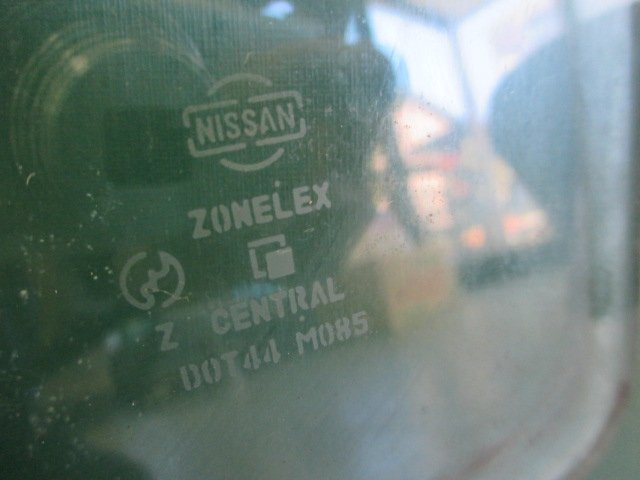 NISSAN
ZONELEX
Z CENTRAL
DOT44 M085